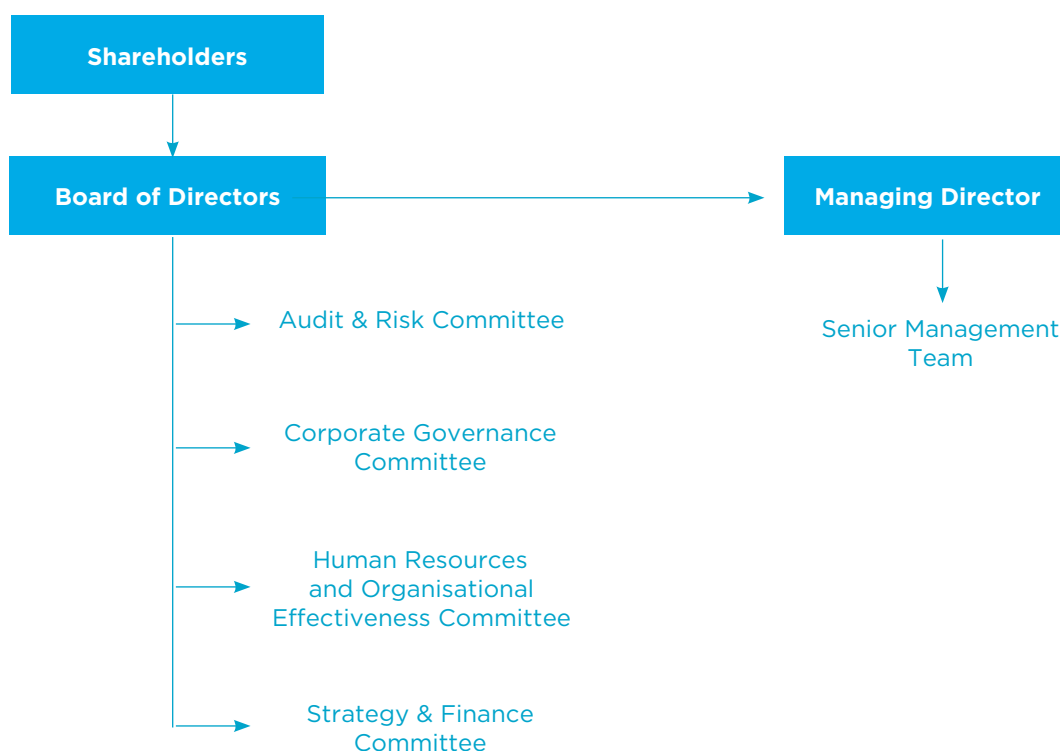 Shareholders
Board of Directors
Managing Director
Audit & Risk Committee
Senior Management
Team
Corporate Governance
Committee
Human Resources
and Organisational
Effectiveness Committee
Strategy & Finance
Committee